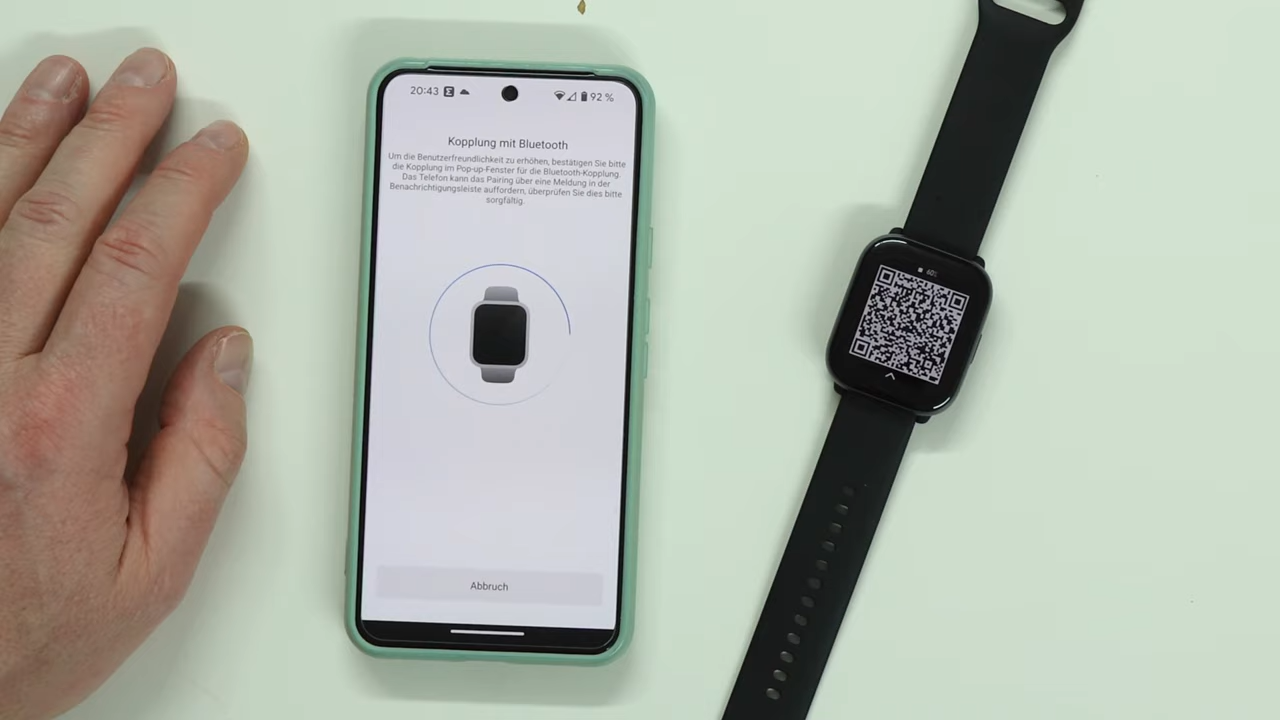 20:43 92 %
Kopplung mit Bluetooth
Um die Benutzerfreundlichkeit zu erhöhen, bestätigen Sie bitte
die Kopplung im Pop-up-Fenster für die Bluetooth-Kopplung.
Das Telefon kann das Pairing über eine Meldung in der
Benachrichtigungsleiste auffordern, überprüfen Sie dies bitte
sorgfältig.
60%
Abbruch